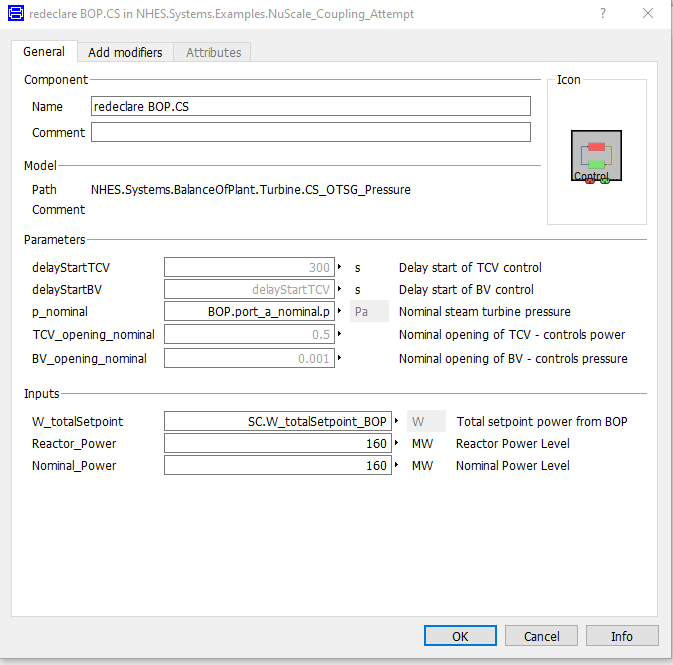 redeclare BOP.CS in NHES.Systems.Examples.NuScale_Coupling_Attempt ?
General Add modifiers Attributes
Component Icon
Name redeclare BOP.CS
Comment
Control...
Model
Path NHES.Systems.BalanceOfPlant.Turbine.CS_OTSG_Pressure
Comment
Parameters
delayStartTCV 300 s Delay start of TCV control
delayStartBV delayStartTCV s Delay start of BV control
p_nominal BOP.port_a_nominal.p Pa Nominal steam turbine pressure
TCV_opening_nominal 0.5 Nominal opening of TCV - controls power
BV_opening_nominal 0.001 Nominal opening of BV - controls pressure
Inputs
W_totalSetpoint SC.W_totalSetpoint_BOP W Total setpoint power from BOP
Reactor_Power 160 MW Reactor Power Level
Nominal_Power 160 MW Nominal Power Level
OK Cancel Info